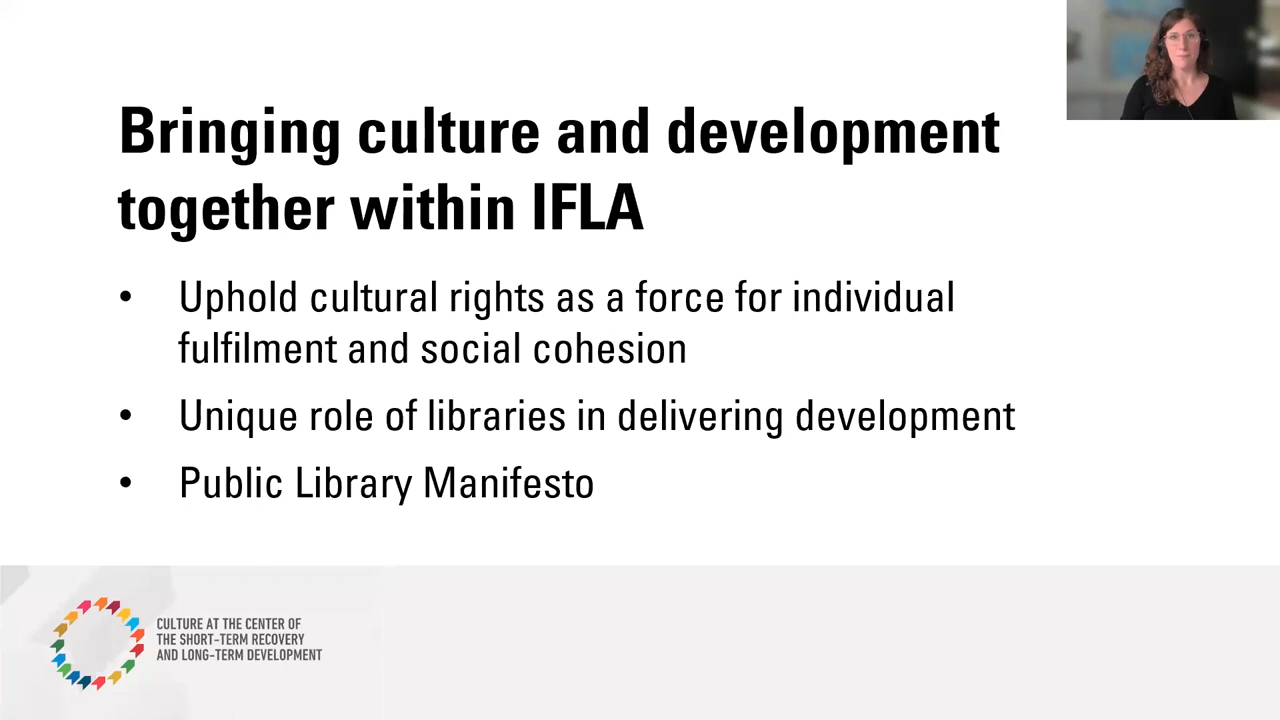 Bringing culture and development
together within IFLA
• Uphold cultural rights as a force for individual
fulfilment and social cohesion
• Unique role of libraries in delivering development
• Public Library Manifesto
CULTURE AT THE CENTER OF
THE SHORT-TERM RECOVERY
AND LONG-TERM DEVELOPMENT